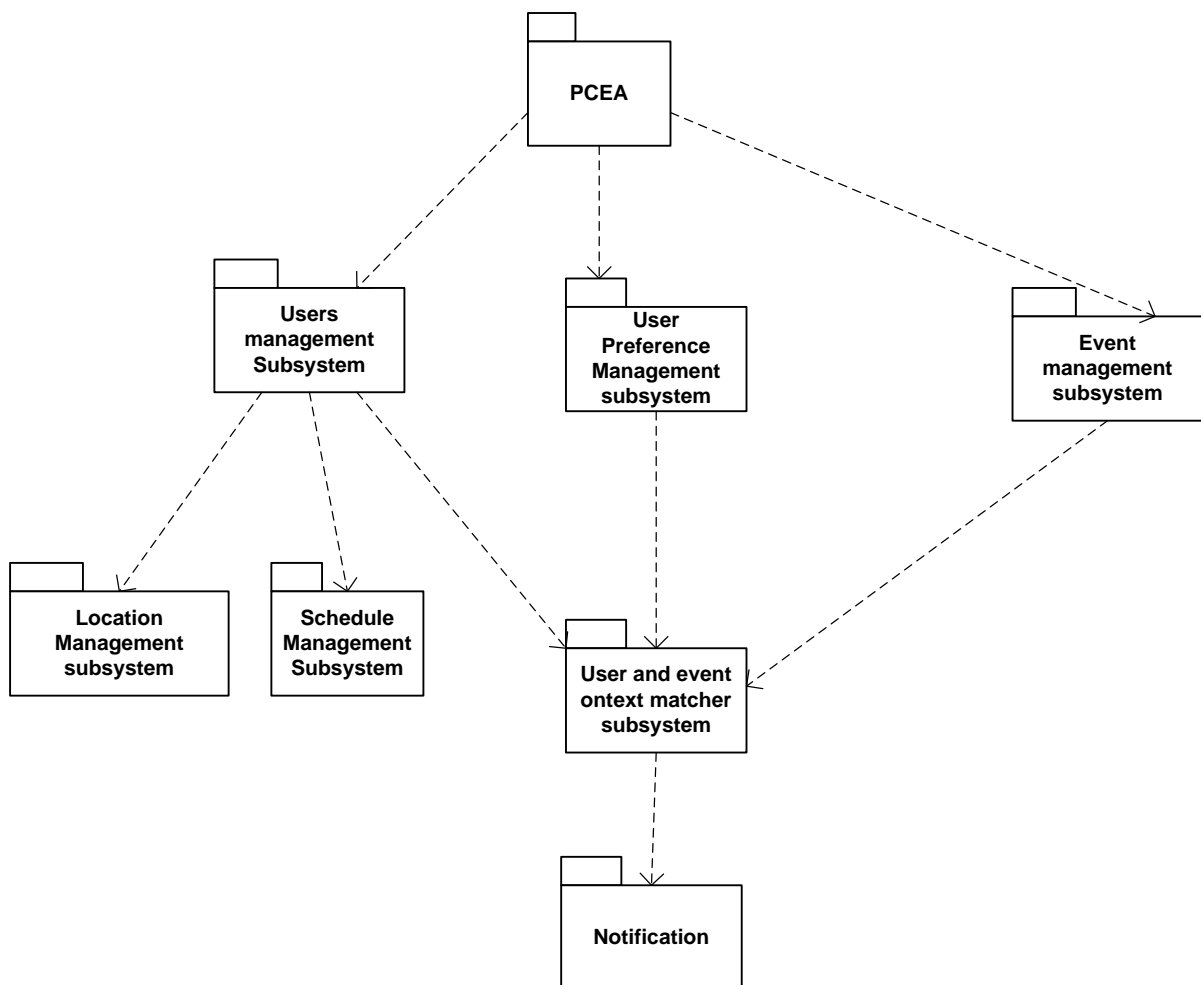 PCEA
Users
management
Subsystem
User
Preference
Management
subsystem
Event
management
subsystem
Location
Management
subsystem
Schedule
Management
Subsystem
User and event
ontext matcher
subsystem
Notification